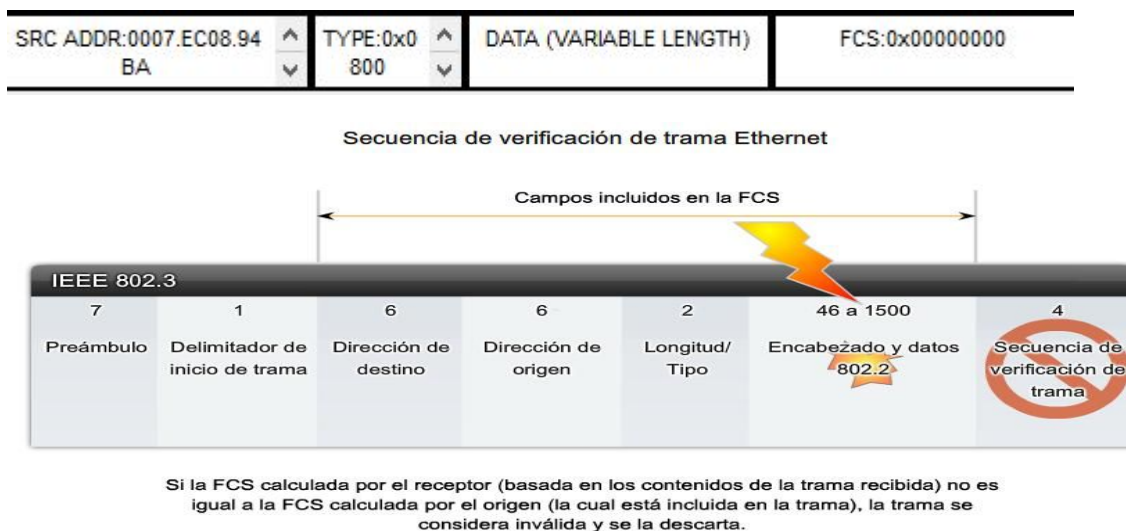 SRC ADDR:0007.EC08.94
BA
TYPE:0x0
800
DATA (VARIABLE LENGTH)
FCS:0x00000000
Secuencia de verificación de trama Ethernet
Campos incluidos en la FCS
IEEE 802.3
7
Preámbulo
1
Delimitador de
inicio de trama
6
Dirección de
destino
6
Dirección de
origen
2
Longitud/
Tipo
46 a 1500
Encabezado y datos
802.2
4
Secuencia de
verificación de
trama
Si la FCS calculada por el receptor (basada en los contenidos de la trama recibida) no es
igual a la FCS calculada por el origen (la cual está incluida en la trama), la trama se
considera inválida y se la descarta.